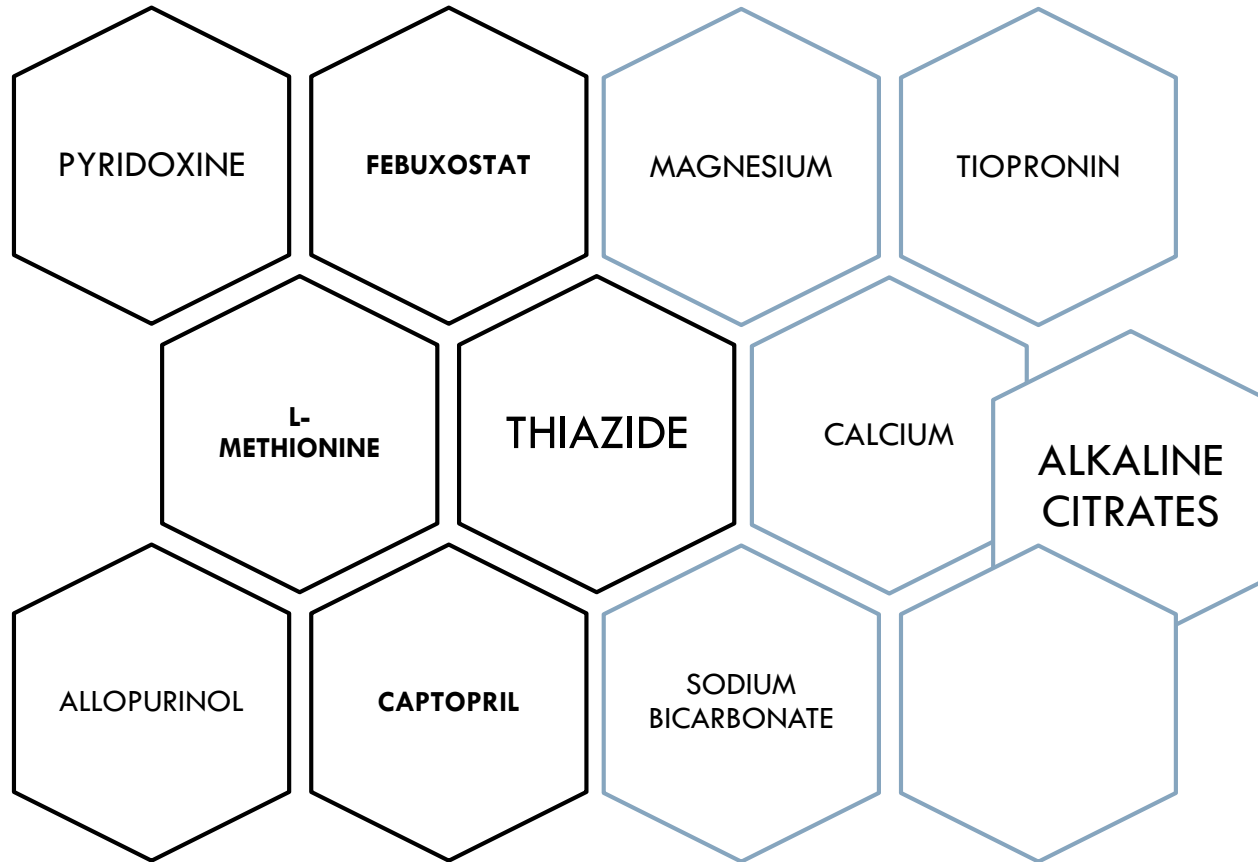 PYRIDOXINE
FEBUXOSTAT
MAGNESIUM
TIOPRONIN
L-
METHIONINE
THIAZIDE
CALCIUM
ALKALINE
CITRATES
ALLOPURINOL
CAPTOPRIL
SODIUM
BICARBONATE